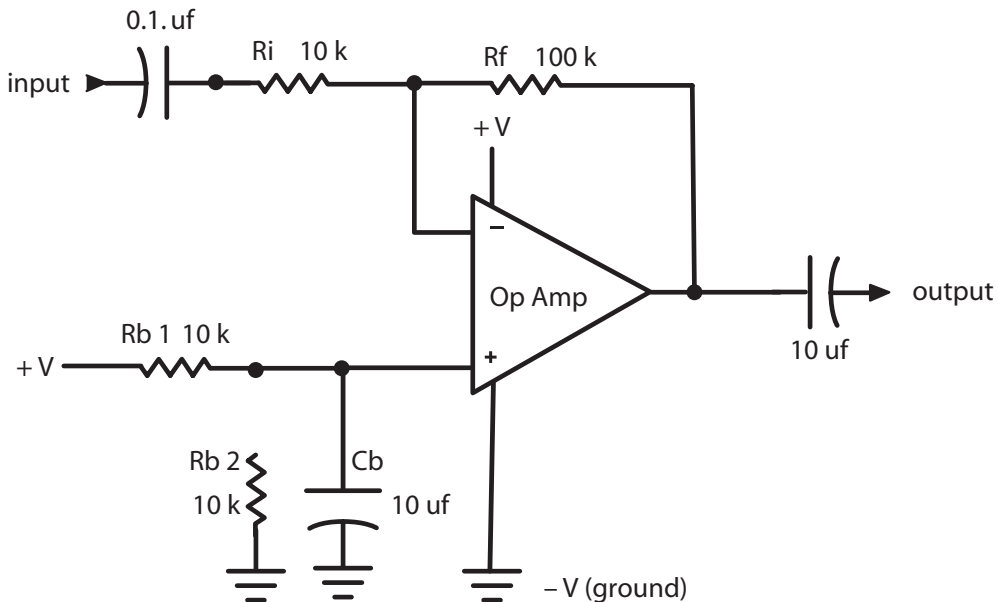 0.1. uf
Ri 10 k
Rf 100 k
input
+ V
−
Op Amp
output
10 uf
Rb 1 10 k
+ V
+
Rb 2
10 k
Cb
10 uf
– V (ground)